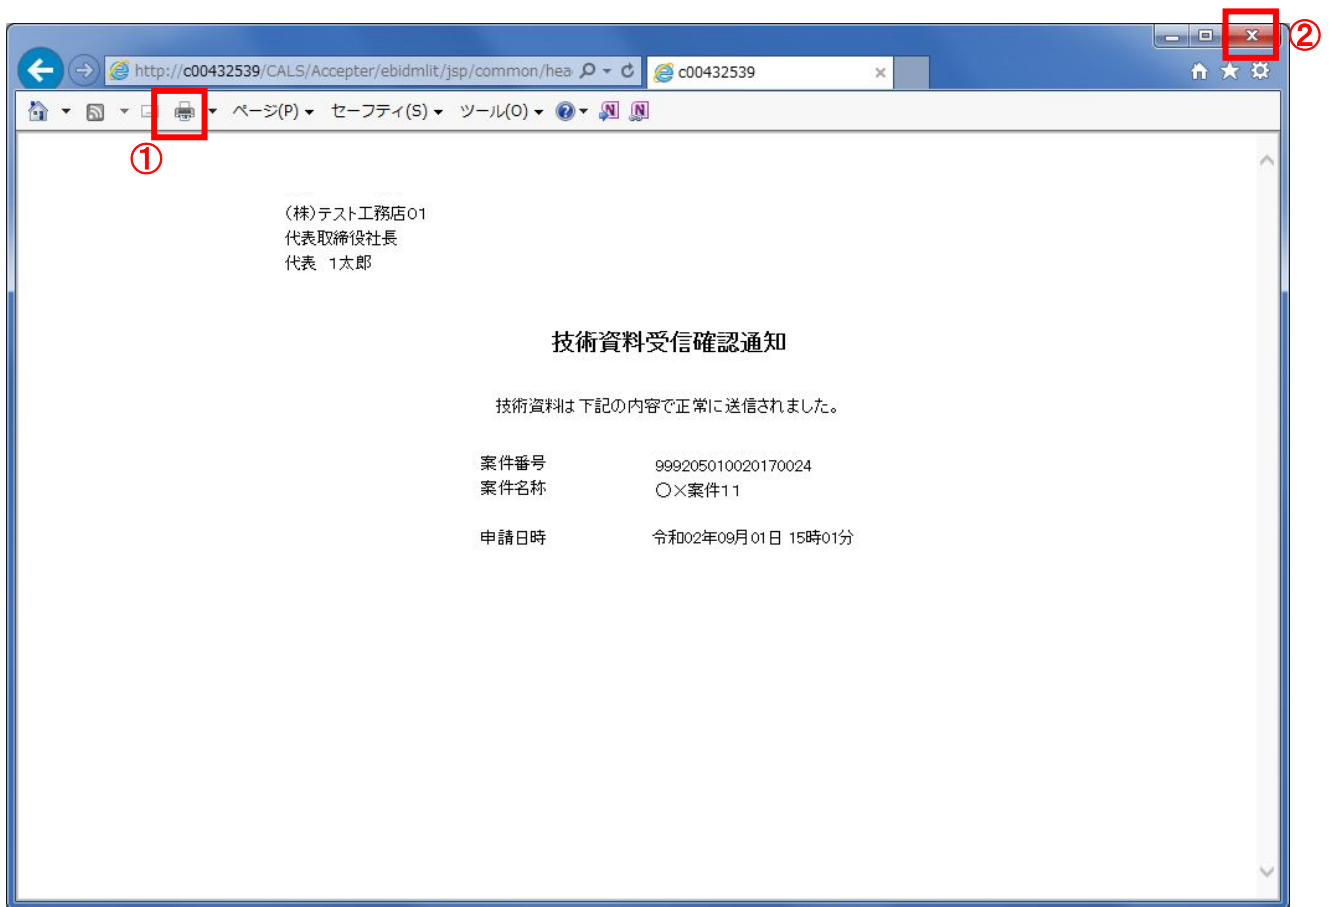 ②
http://c00432539/CALS/Accepter/ebidmlit/jsp/common/hea
c00432539
ページ(P) セーフティ(S) ツール(O)
①
(株)テスト工務店01
代表取締役社長
代表 1太郎
技術資料受信確認通知
技術資料は下記の内容で正常に送信されました。
案件番号 999205010020170024
案件名称 〇×案件11
申請日時 令和02年09月01日 15時01分